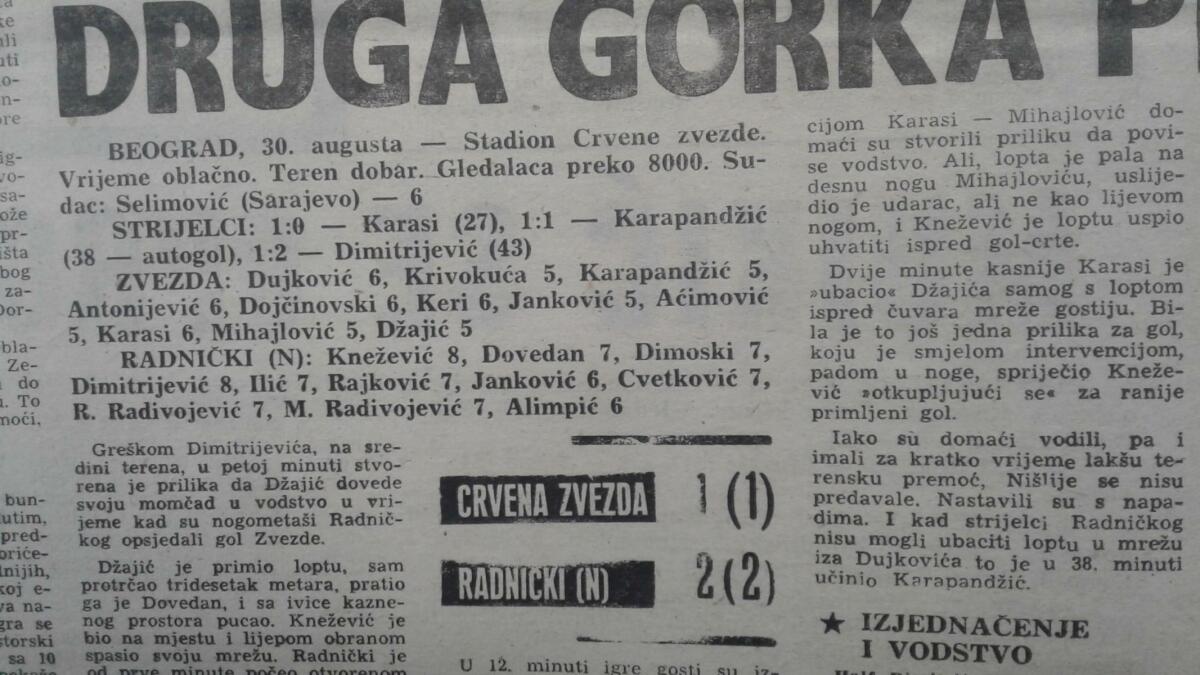 DRUGA GORKA P
BEOGRAD, 30. augusta — Stadion Crvene zvezde.
Vrijeme oblačno. Teren dobar. Gledalaca preko 8000. Su-
dac: Selimović (Sarajevo) — 6
STRIJELCI: 1:0 — Karasi (27), 1:1 — Karapandžić
(38 — autogol), 1:2 — Dimitrijević (43)
ZVEZDA: Dujković 6, Krivokuća 5, Karapandžić 5,
Antonijević 6, Dojčinovski 6, Keri 6, Janković 5, Aćimović
5, Karasi 6, Mihajlović 5, Džajić 5
RADNIČKI (N): Knežević 8, Dovedan 7, Dimoski 7,
Dimitrijević 8, Ilić 7, Rajković 7, Janković 6, Cvetković 7,
R. Radivojević 7, M. Radivojević 7, Alimpić 6
Greškom Dimitrijevića, na sre-
dini terena, u petoj minuti stvo-
rena je prilika da Džajić dovede
svoju momčad u vodstvo u vri-
jeme kad su nogometaši Radnič-
kog opsjedali gol Zvezde.
Džajić je primio loptu, sam
protrčao tridesetak metara, pratio
ga je Dovedan, i sa ivice kazne-
nog prostora pucao. Knežević je
bio na mjestu i lijepom obranom
spasio svoju mrežu. Radnički je
od prve minute počeo otvorenom
CRVENA ZVEZDA 1 (1)
RADNIČKI (N) 2 (2)
U 12. minuti igre gosti su iz-
cijom Karasi — Mihajlović do-
maći su stvorili priliku da povi-
se vodstvo. Ali, lopta je pala na
desnu nogu Mihajloviću, uslije-
dio je udarac, ali ne kao lijevom
nogom, i Knežević je loptu uspio
uhvatiti ispred gol-crte.
Dvije minute kasnije Karasi je
»ubacio« Džajića samog s loptom
ispred čuvara mreže gostiju. Bi-
la je to još jedna prilika za gol,
koju je smjelom intervencijom,
padom u noge, spriječio Kneže-
vić »otkupljujući se« za ranije
primljeni gol.
Iako su domaći vodili, pa i
imali za kratko vrijeme lakšu te-
rensku premoć, Nišlije se nisu
predavale. Nastavili su s napa-
dima. I kad strijelci Radničkog
nisu mogli ubaciti loptu u mrežu
iza Dujkovića to je u 38. minuti
učinio Karapandžić.
★ IZJEDNAČENJE
I VODSTVO